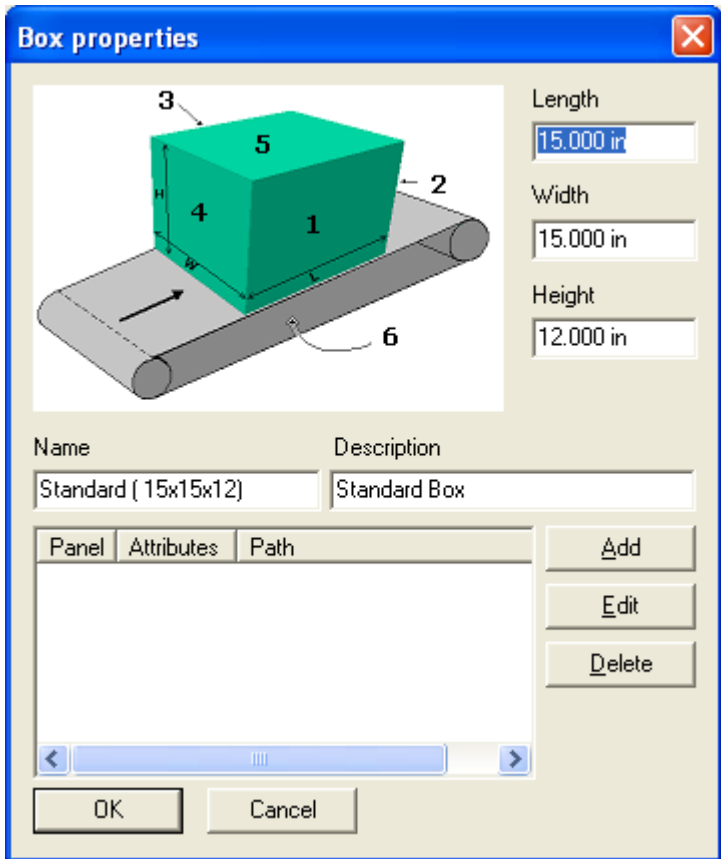 Box properties
3
5
2
H
4
1
W
L
6
Length
15.000 in
Width
15.000 in
Height
12.000 in
Name
Description
Standard ( 15x15x12)
Standard Box
Panel Attributes Path
Add
Edit
Delete
OK
Cancel